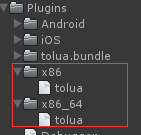 Plugins
Android
iOS
tolua.bundle
x86
tolua
x86_64
tolua